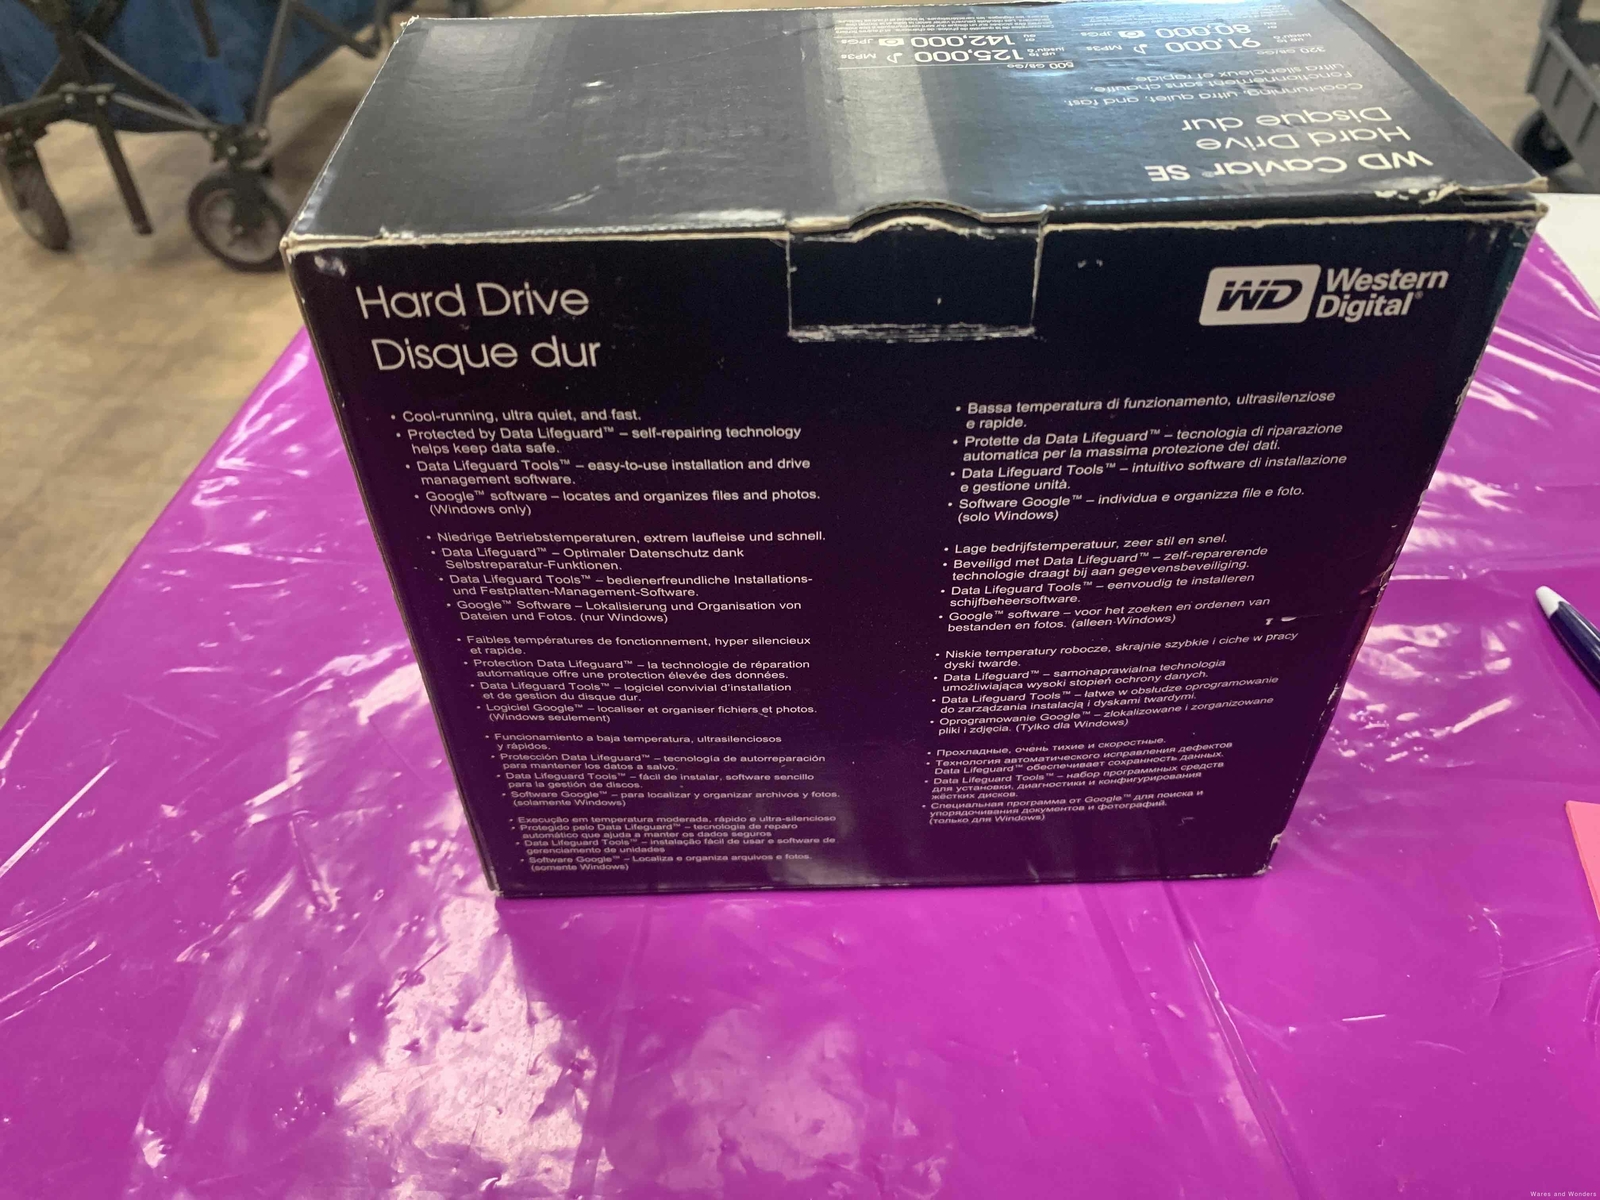 WD Caviar® SE
Hard Drive
Disque dur
Cool-running, ultra quiet, and fast.
Fonctionnement sans chauffe,
ultra silencieux et rapide.
320 GB/Go
up to
jusqu'à
91,000 MP3s
ou
80,000 JPGs
500 GB/Go
up to
jusqu'à
125,000 MP3s
or
ou
142,000 JPGs
Hard Drive
Disque dur
WD Western
Digital®
• Cool-running, ultra quiet, and fast.
• Protected by Data Lifeguard™ – self-repairing technology
helps keep data safe.
• Data Lifeguard Tools™ – easy-to-use installation and drive
management software.
• Google™ software – locates and organizes files and photos.
(Windows only)
• Niedrige Betriebstemperaturen, extrem laufleise und schnell.
• Data Lifeguard™ – Optimaler Datenschutz dank
Selbstreparatur-Funktionen.
• Data Lifeguard Tools™ – bedienerfreundliche Installations-
und Festplatten-Management-Software.
• Google™ Software – Lokalisierung und Organisation von
Dateien und Fotos. (nur Windows)
• Faibles températures de fonctionnement, hyper silencieux
et rapide.
• Protection Data Lifeguard™ – la technologie de réparation
automatique offre une protection élevée des données.
• Data Lifeguard Tools™ – logiciel convivial d'installation
et de gestion du disque dur.
• Logiciel Google™ – localiser et organiser fichiers et photos.
(Windows seulement)
• Funcionamiento a baja temperatura, ultrasilenciosos
y rápidos.
• Protección Data Lifeguard™ – tecnología de autorreparación
para mantener los datos a salvo.
• Data Lifeguard Tools™ – fácil de instalar, software sencillo
para la gestión de discos.
• Software Google™ – para localizar y organizar archivos y fotos.
(solamente Windows)
• Execução em temperatura moderada, rápido e ultra-silencioso
• Protegido pelo Data Lifeguard™ – tecnologia de reparo
automático que ajuda a manter os dados seguros
• Data Lifeguard Tools™ – instalação fácil de usar e software de
gerenciamento de unidades
• Software Google™ – Localiza e organiza arquivos e fotos.
(somente Windows)
• Bassa temperatura di funzionamento, ultrasilenziose
e rapide.
• Protette da Data Lifeguard™ – tecnologia di riparazione
automatica per la massima protezione dei dati.
• Data Lifeguard Tools™ – intuitivo software di installazione
e gestione unità.
• Software Google™ – individua e organizza file e foto.
(solo Windows)
• Lage bedrijfstemperatuur, zeer stil en snel.
• Beveiligd met Data Lifeguard™ – zelf-reparerende
technologie draagt bij aan gegevensbeveiliging.
• Data Lifeguard Tools™ – eenvoudig te installeren
schijfbeheersoftware.
• Google™ software – voor het zoeken en ordenen van
bestanden en fotos. (alleen Windows)
• Niskie temperatury robocze, skrajnie szybkie i ciche w pracy
dyski twarde.
• Data Lifeguard™ – samonaprawialna technologia
umożliwiająca wysoki stopień ochrony danych.
• Data Lifeguard Tools™ – łatwe w obsłudze oprogramowanie
do zarządzania instalacją i dyskami twardymi.
• Oprogramowanie Google™ – zlokalizowane i zorganizowane
pliki i zdjęcia. (Tylko dla Windows)
• Прохладные, очень тихие и скоростные.
• Технология автоматического исправления дефектов
Data Lifeguard™ обеспечивает сохранность данных.
• Data Lifeguard Tools™ – набор программных средств
для установки, диагностики и конфигурирования
жёстких дисков.
• Специальная программа от Google™ для поиска и
упорядочивания документов и фотографий.
(только для Windows)
Wares and Wonders